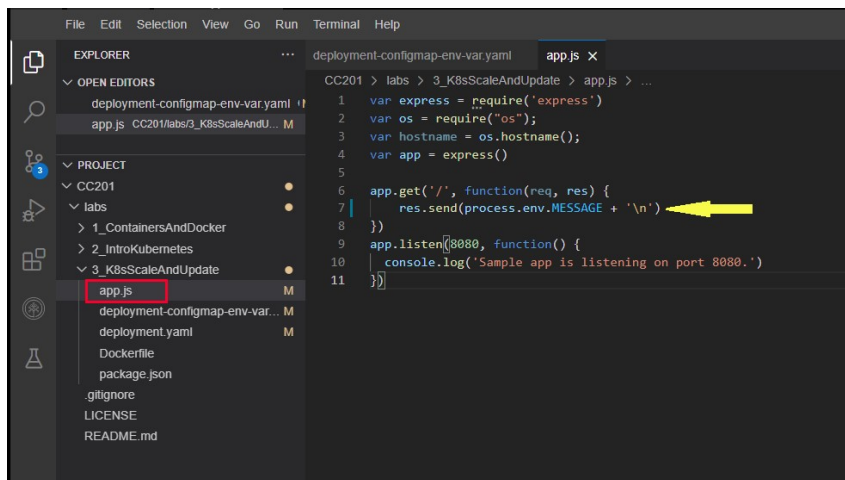 File Edit Selection View Go Run Terminal Help
EXPLORER ...
OPEN EDITORS
deployment-configmap-env-var.yaml
app.js CC201/labs/3_K8sScaleAndU... M
3
PROJECT
CC201
labs
1_ContainersAndDocker
2_IntroKubernetes
3_K8sScaleAndUpdate
app.js M
deployment-configmap-env-var... M
deployment.yaml M
Dockerfile
package.json
.gitignore
LICENSE
README.md
deployment-configmap-env-var.yaml app.js ×
CC201 > labs > 3_K8sScaleAndUpdate > app.js > ...
1 var express = require('express')
2 var os = require("os");
3 var hostname = os.hostname();
4 var app = express()
5
6 app.get('/', function(req, res) {
7 res.send(process.env.MESSAGE + '\n')
8 })
9 app.listen(8080, function() {
10 console.log('Sample app is listening on port 8080.')
11 })